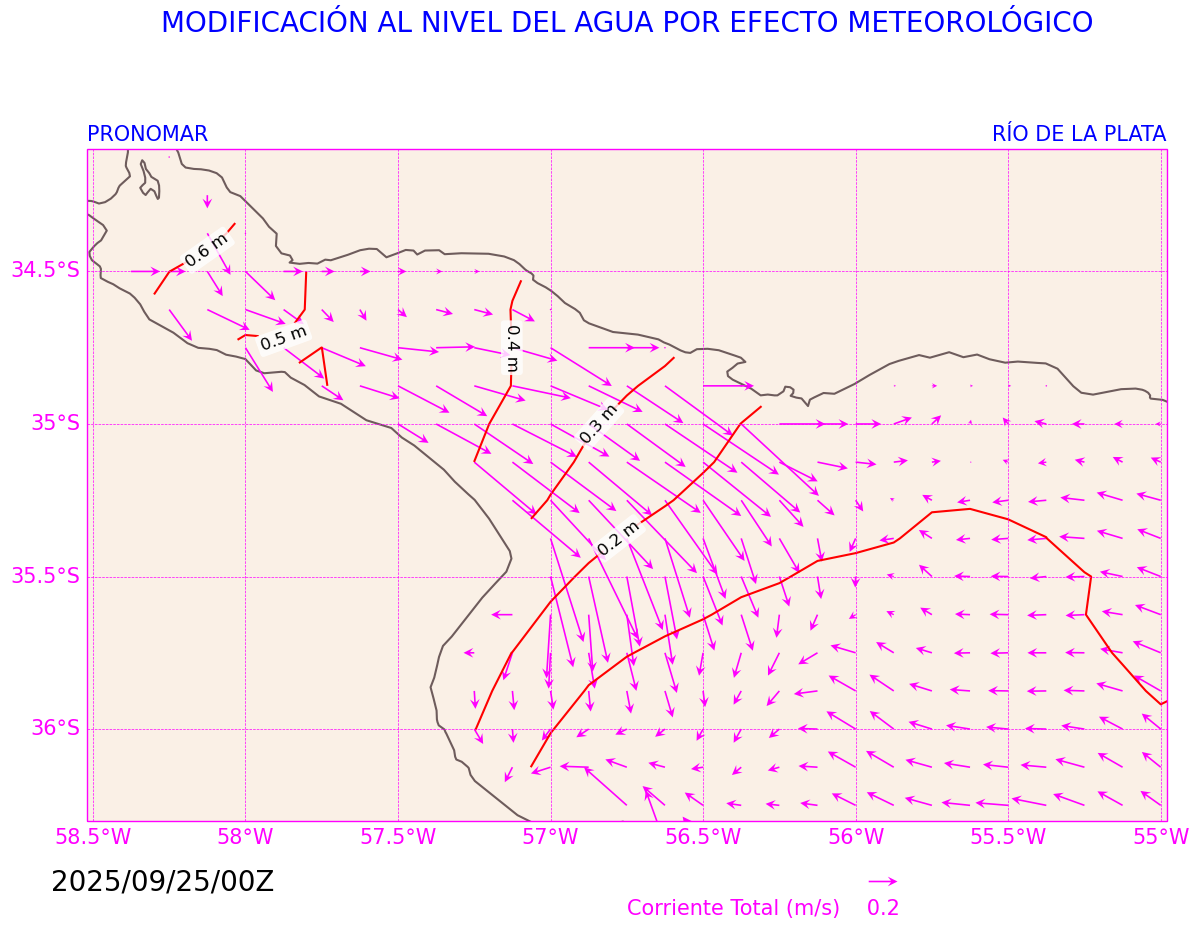 MODIFICACIÓN AL NIVEL DEL AGUA POR EFECTO METEOROLÓGICO
PRONOMAR
RÍO DE LA PLATA
0.6 m
34.5°S
0.5 m
0.4 m
0.3 m
35°S
0.2 m
35.5°S
36°S
58.5°W
58°W
57.5°W
57°W
56.5°W
56°W
55.5°W
55°W
2025/09/25/00Z
Corriente Total (m/s)
0.2